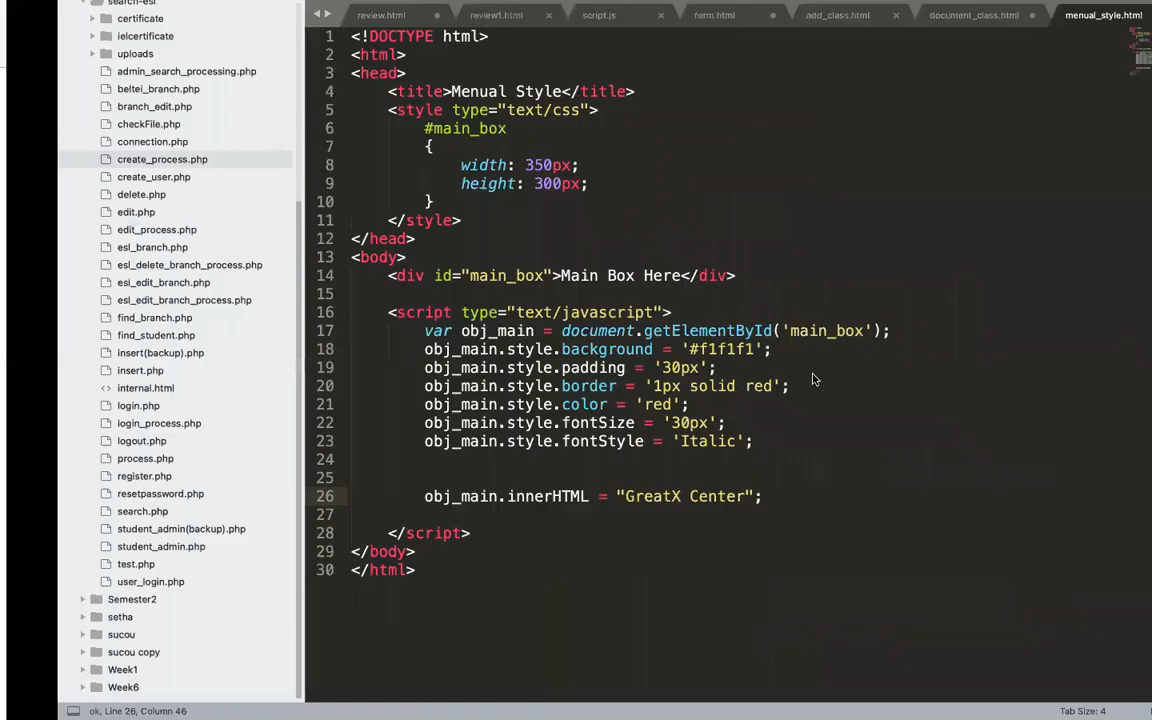 search-esl
certificate
ielcertificate
uploads
admin_search_processing.php
beltei_branch.php
branch_edit.php
checkFile.php
connection.php
create_process.php
create_user.php
delete.php
edit.php
edit_process.php
esl_branch.php
esl_delete_branch_process.php
esl_edit_branch.php
esl_edit_branch_process.php
find_branch.php
find_student.php
insert(backup).php
insert.php
internal.html
login.php
login_process.php
logout.php
process.php
register.php
resetpassword.php
search.php
student_admin(backup).php
student_admin.php
test.php
user_login.php
Semester2
setha
sucou
sucou copy
Week1
Week6
review.html
review1.html
script.js
form.html
add_class.html
document_class.html
menual_style.html
1 <!DOCTYPE html>
2 <html>
3 <head>
4 <title>Menual Style</title>
5 <style type="text/css">
6 #main_box
7 {
8 width: 350px;
9 height: 300px;
10 }
11 </style>
12 </head>
13 <body>
14 <div id="main_box">Main Box Here</div>
15
16 <script type="text/javascript">
17 var obj_main = document.getElementById('main_box');
18 obj_main.style.background = '#f1f1f1';
19 obj_main.style.padding = '30px';
20 obj_main.style.border = '1px solid red';
21 obj_main.style.color = 'red';
22 obj_main.style.fontSize = '30px';
23 obj_main.style.fontStyle = 'Italic';
24
25
26 obj_main.innerHTML = "GreatX Center";
27
28 </script>
29 </body>
30 </html>
ok, Line 26, Column 46
Tab Size: 4